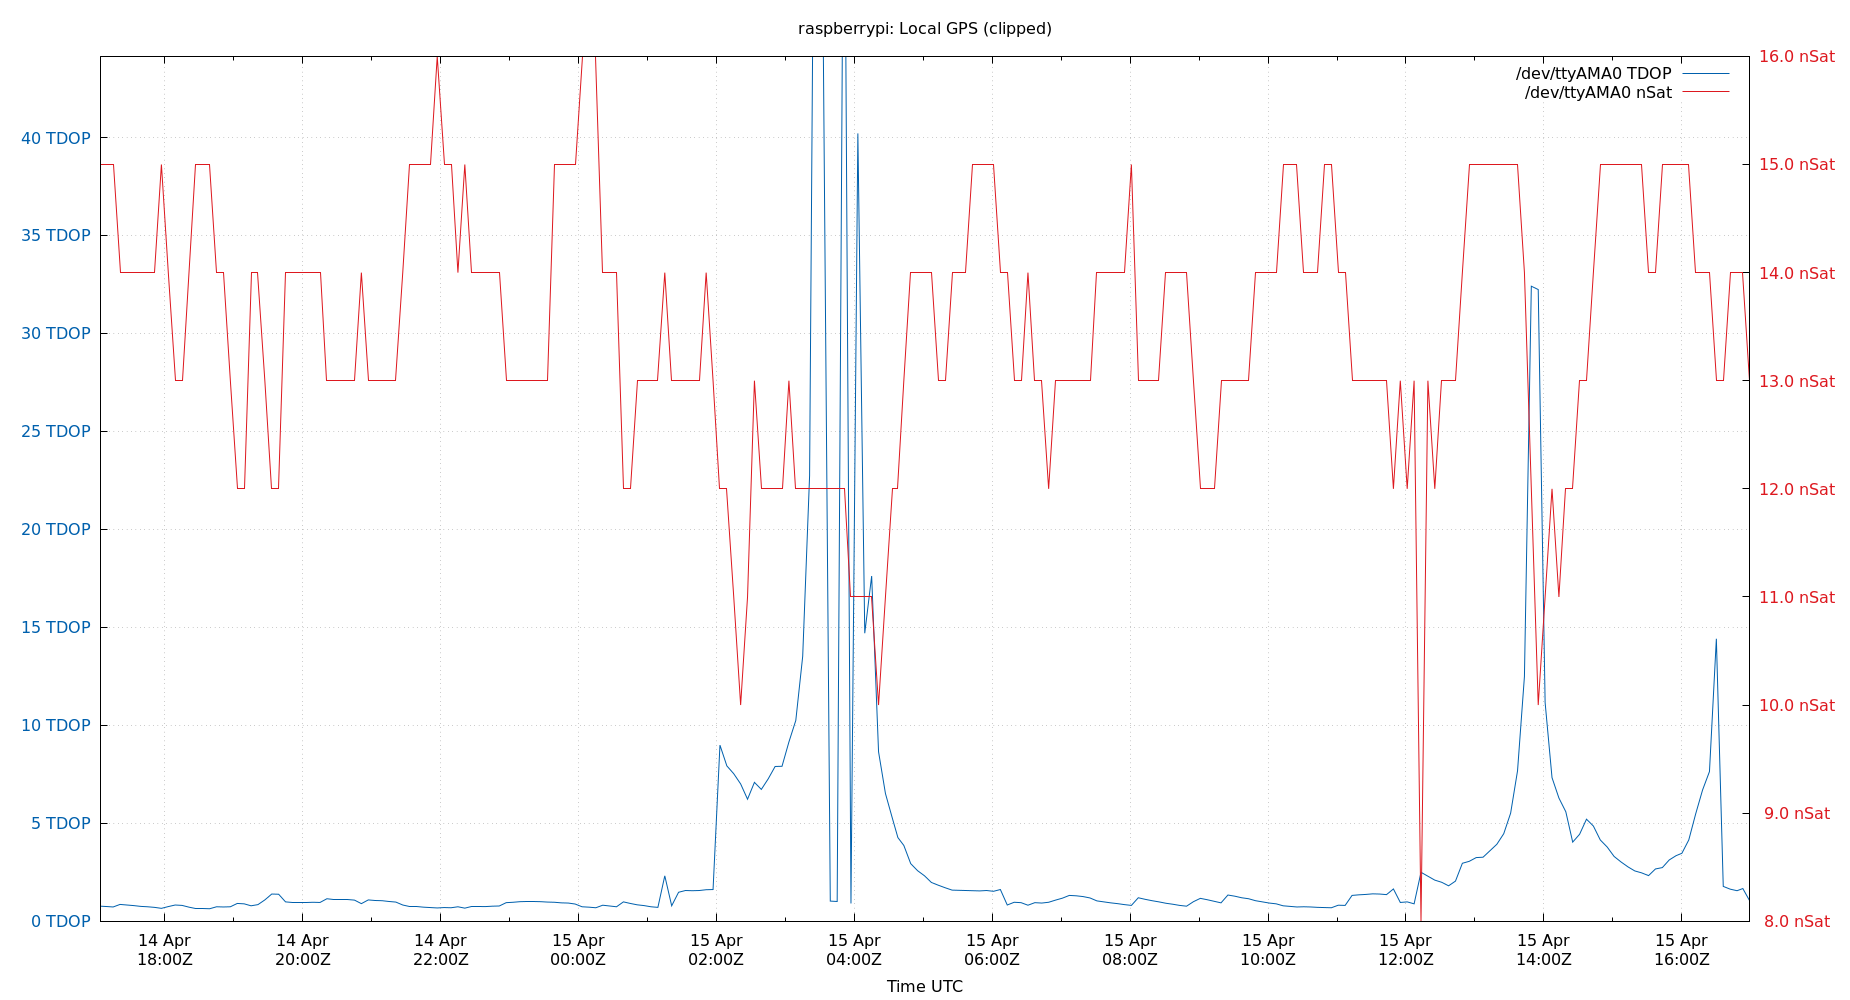 raspberrypi: Local GPS (clipped)
/dev/ttyAMA0 TDOP
/dev/ttyAMA0 nSat
40 TDOP
35 TDOP
30 TDOP
25 TDOP
20 TDOP
15 TDOP
10 TDOP
5 TDOP
0 TDOP
16.0 nSat
15.0 nSat
14.0 nSat
13.0 nSat
12.0 nSat
11.0 nSat
10.0 nSat
9.0 nSat
8.0 nSat
14 Apr
18:00Z
14 Apr
20:00Z
14 Apr
22:00Z
15 Apr
00:00Z
15 Apr
02:00Z
15 Apr
04:00Z
15 Apr
06:00Z
15 Apr
08:00Z
15 Apr
10:00Z
15 Apr
12:00Z
15 Apr
14:00Z
15 Apr
16:00Z
Time UTC